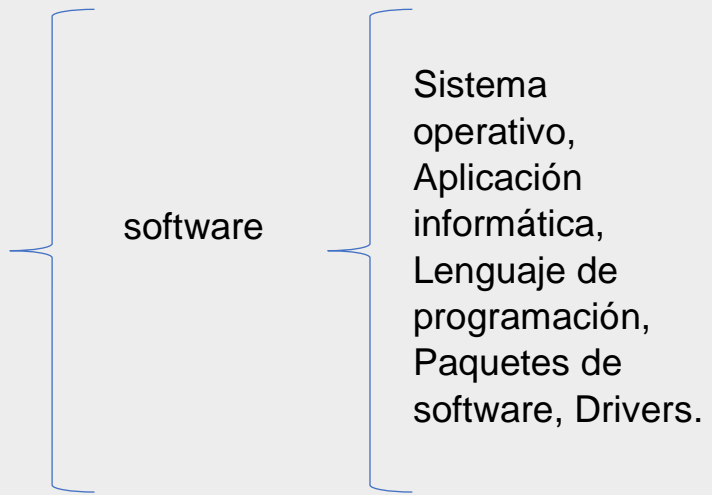 software
Sistema
operativo,
Aplicación
informática,
Lenguaje de
programación,
Paquetes de
software, Drivers.